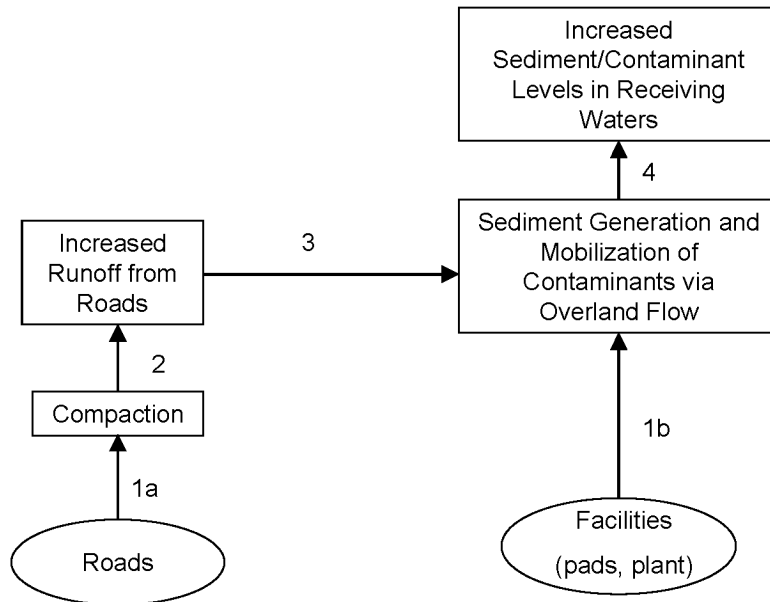 Increased
Sediment/Contaminant
Levels in Receiving
Waters
4
Increased
Runoff from
Roads
3
Sediment Generation and
Mobilization of
Contaminants via
Overland Flow
2
Compaction
1a
1b
Roads
Facilities
(pads, plant)